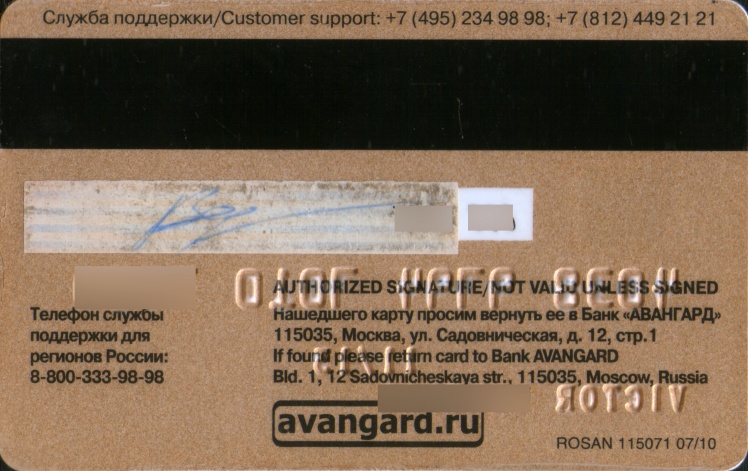 Служба поддержки/Customer support: +7 (495) 234 98 98; +7 (812) 449 21 21
AUTHORIZED SIGNATURE/NOT VALID UNLESS SIGNED
Телефон службы
поддержки для
регионов России:
8-800-333-98-98
Нашедшего карту просим вернуть ее в Банк «АВАНГАРД»
115035, Москва, ул. Садовническая, д. 12, стр.1
If found please return card to Bank AVANGARD
Bld. 1, 12 Sadovnicheskaya str., 115035, Moscow, Russia
VICTOR
avangard.ru
ROSAN 115071 07/10